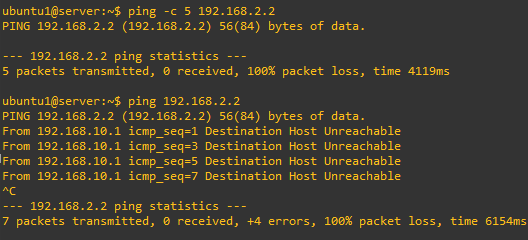 ubuntu1@server:~$ ping -c 5 192.168.2.2
PING 192.168.2.2 (192.168.2.2) 56(84) bytes of data.
--- 192.168.2.2 ping statistics ---
5 packets transmitted, 0 received, 100% packet loss, time 4119ms
ubuntu1@server:~$ ping 192.168.2.2
PING 192.168.2.2 (192.168.2.2) 56(84) bytes of data.
From 192.168.10.1 icmp_seq=1 Destination Host Unreachable
From 192.168.10.1 icmp_seq=3 Destination Host Unreachable
From 192.168.10.1 icmp_seq=5 Destination Host Unreachable
From 192.168.10.1 icmp_seq=7 Destination Host Unreachable
^C
--- 192.168.2.2 ping statistics ---
7 packets transmitted, 0 received, +4 errors, 100% packet loss, time 6154ms